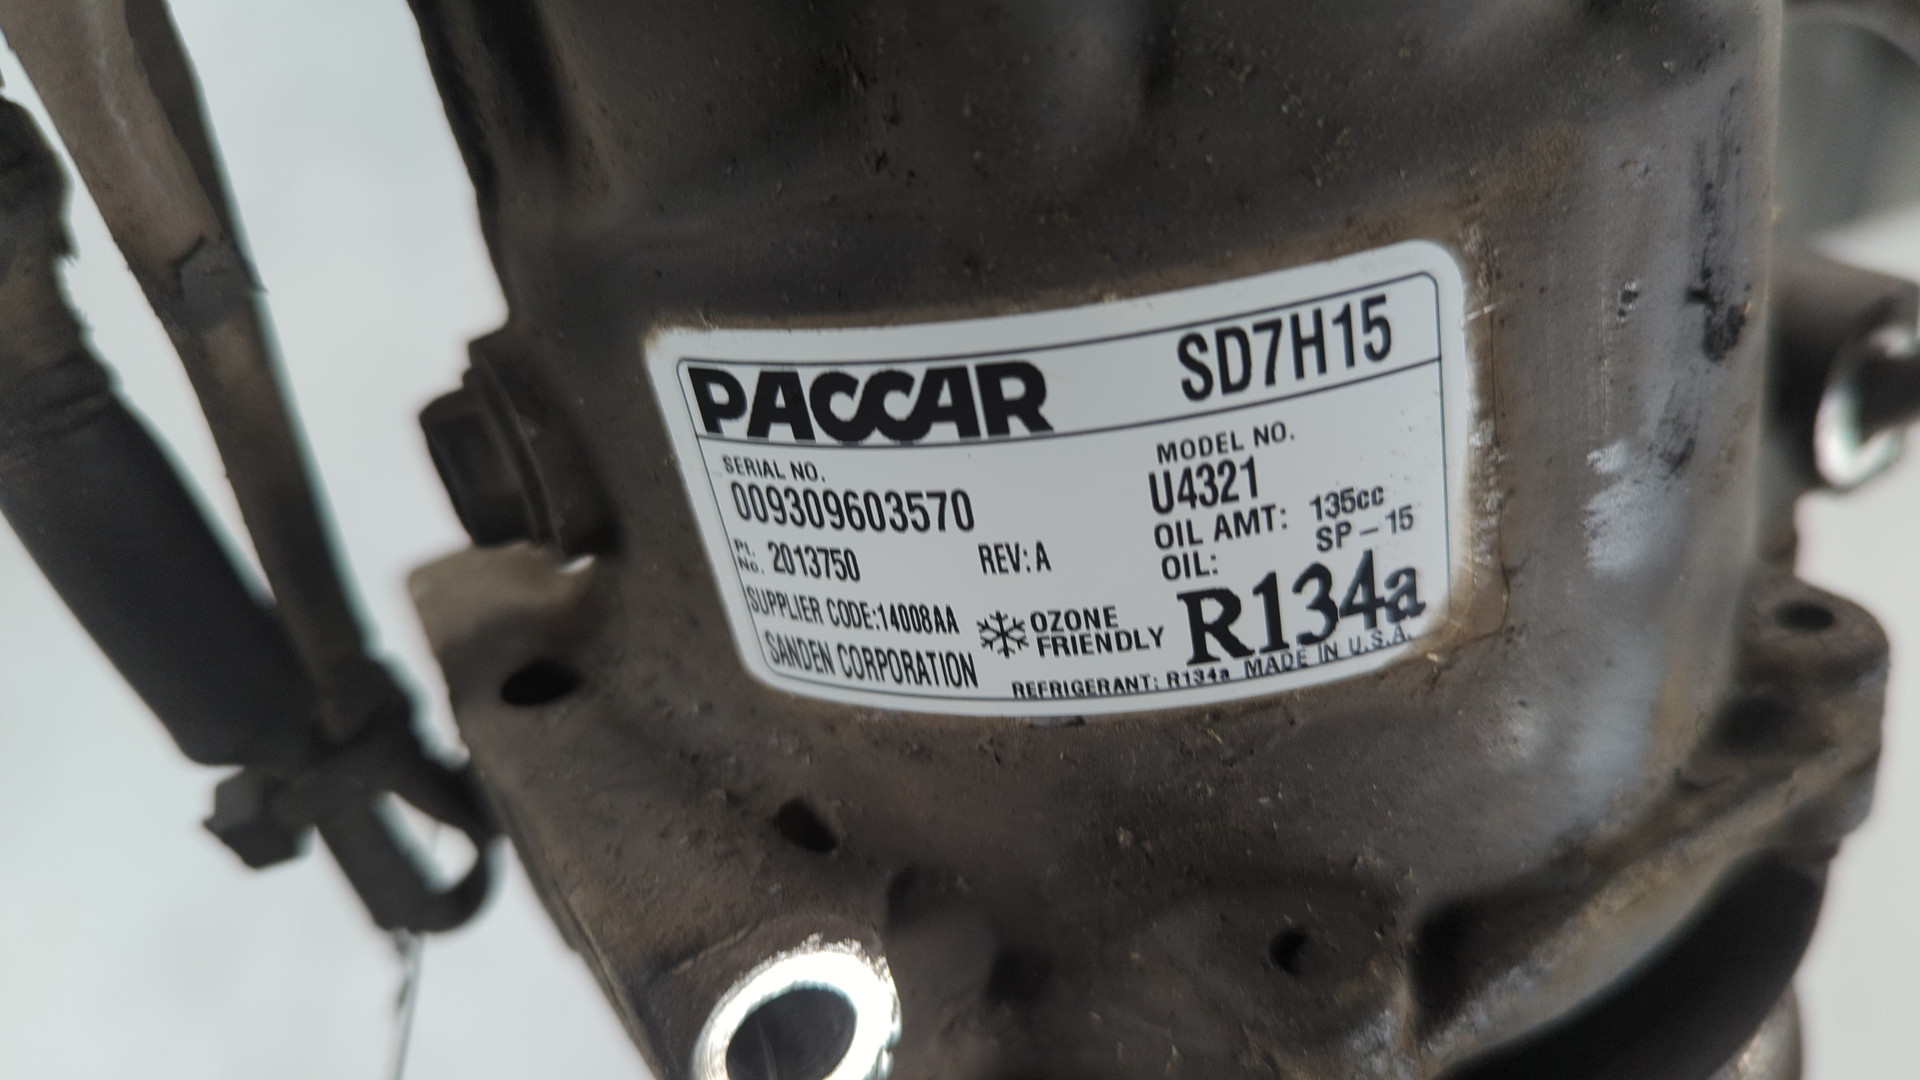 PACCAR SD7H15
SERIAL NO.
009309603570
Pt. No. 2013750 REV: A
SUPPLIER CODE:14008AA
SANDEN CORPORATION
MODEL NO.
U4321
OIL AMT: 135cc
OIL: SP-15
OZONE
FRIENDLY
R134a
REFRIGERANT: R134a MADE IN U.S.A.